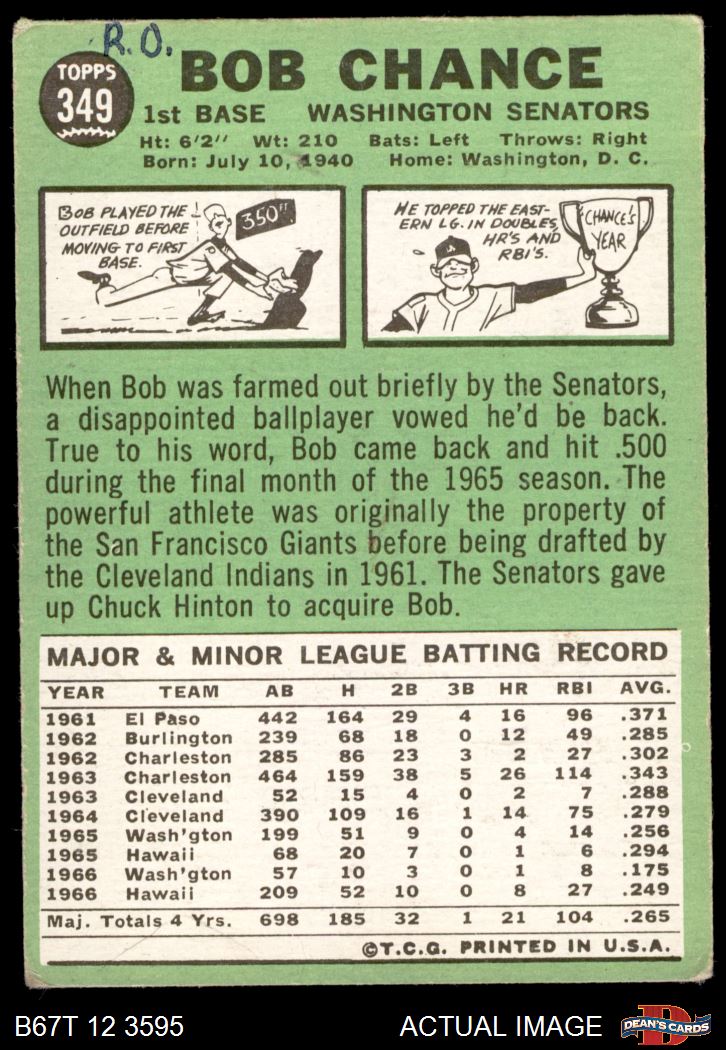 R.O.
TOPPS
349
BOB CHANCE
1st BASE WASHINGTON SENATORS
Ht: 6'2" Wt: 210 Bats: Left Throws: Right
Born: July 10, 1940 Home: Washington, D. C.
BOB PLAYED THE
OUTFIELD BEFORE
MOVING TO FIRST
BASE.
350 FT
HE TOPPED THE EAST-
ERN LG. IN DOUBLES,
HR'S AND
RBI'S.
CHANCE'S
YEAR
When Bob was farmed out briefly by the Senators,
a disappointed ballplayer vowed he'd be back.
True to his word, Bob came back and hit .500
during the final month of the 1965 season. The
powerful athlete was originally the property of
the San Francisco Giants before being drafted by
the Cleveland Indians in 1961. The Senators gave
up Chuck Hinton to acquire Bob.
MAJOR & MINOR LEAGUE BATTING RECORD
YEAR TEAM AB H 2B 3B HR RBI AVG.
1961 El Paso 442 164 29 4 16 96 .371
1962 Burlington 239 68 18 0 12 49 .285
1962 Charleston 285 86 23 3 2 27 .302
1963 Charleston 464 159 38 5 26 114 .343
1963 Cleveland 52 15 4 0 2 7 .288
1964 Cleveland 390 109 16 1 14 75 .279
1965 Wash'gton 199 51 9 0 4 14 .256
1965 Hawaii 68 20 7 0 1 6 .294
1966 Wash'gton 57 10 3 0 1 8 .175
1966 Hawaii 209 52 10 0 8 27 .249
Maj. Totals 4 Yrs. 698 185 32 1 21 104 .265
©T.C.G. PRINTED IN U.S.A.
B67T 12 3595 ACTUAL IMAGE
D
DEAN'S CARDS